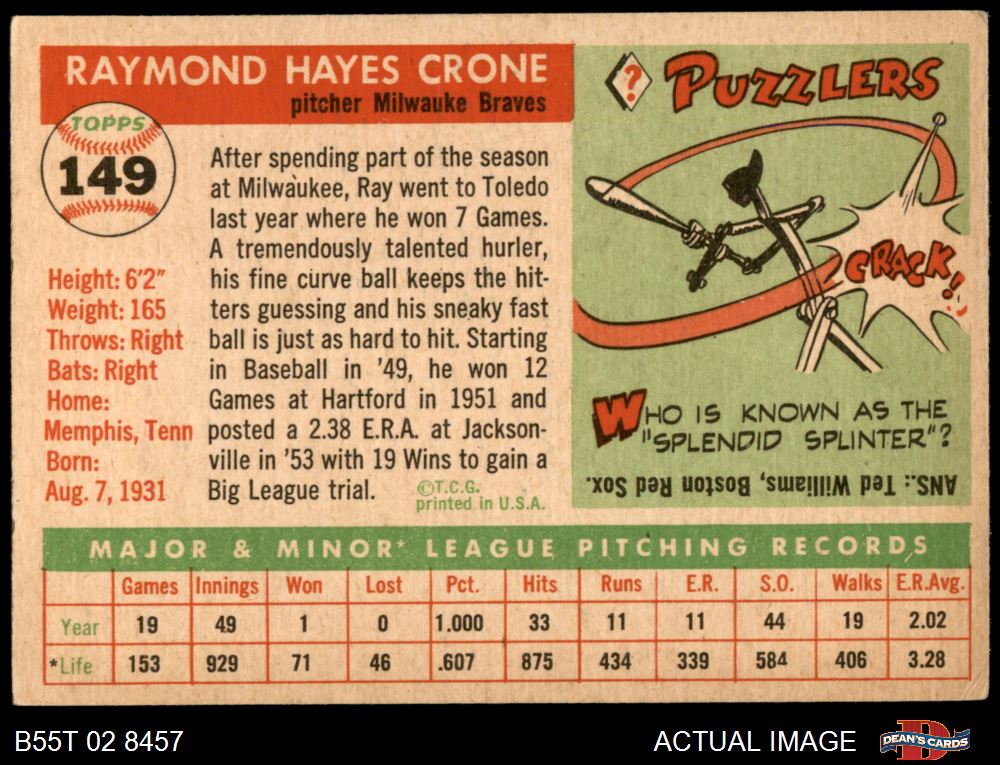 RAYMOND HAYES CRONE
pitcher Milwauke Braves
TOPPS
149
Height: 6'2"
Weight: 165
Throws: Right
Bats: Right
Home:
Memphis, Tenn
Born:
Aug. 7, 1931
After spending part of the season
at Milwaukee, Ray went to Toledo
last year where he won 7 Games.
A tremendously talented hurler,
his fine curve ball keeps the hit-
ters guessing and his sneaky fast
ball is just as hard to hit. Starting
in Baseball in '49, he won 12
Games at Hartford in 1951 and
posted a 2.38 E.R.A. at Jackson-
ville in '53 with 19 Wins to gain a
Big League trial.
©T.C.G.
printed in U.S.A.
? PUZZLERS
CRACK!
WHO IS KNOWN AS THE
"SPLENDID SPLINTER"?
ANS.: Ted Williams, Boston Red Sox.
MAJOR & MINOR* LEAGUE PITCHING RECORDS
Games Innings Won Lost Pct. Hits Runs E.R. S.O. Walks E.R.Avg.
Year 19 49 1 0 1.000 33 11 11 44 19 2.02
*Life 153 929 71 46 .607 875 434 339 584 406 3.28
B55T 02 8457
ACTUAL IMAGE
DEAN'S CARDS